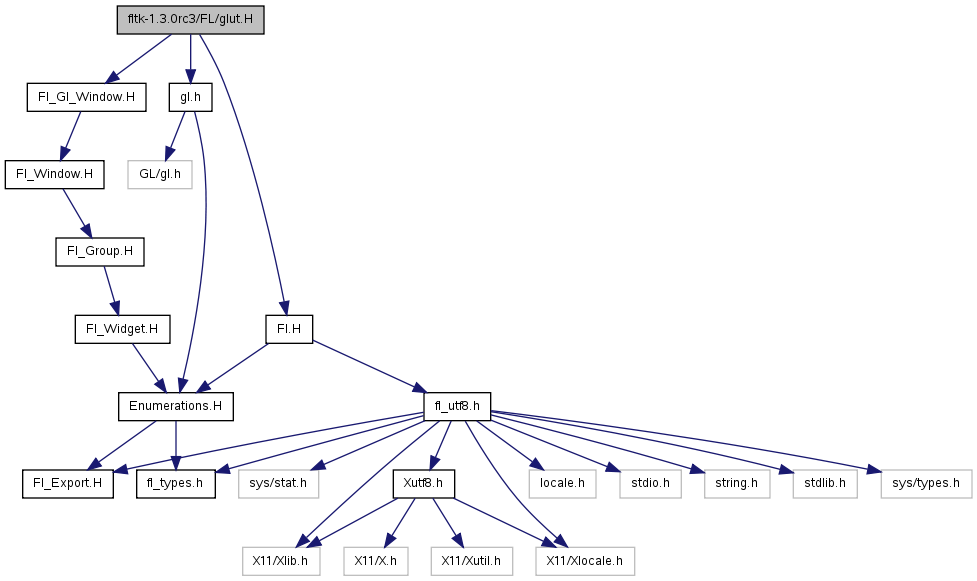 fltk-1.3.0rc3/FL/glut.H
Fl_Gl_Window.H
gl.h
Fl_Window.H
GL/gl.h
Fl_Group.H
Fl_Widget.H
Fl.H
Enumerations.H
fl_utf8.h
Fl_Export.H
fl_types.h
sys/stat.h
Xutf8.h
locale.h
stdio.h
string.h
stdlib.h
sys/types.h
X11/Xlib.h
X11/X.h
X11/Xutil.h
X11/Xlocale.h